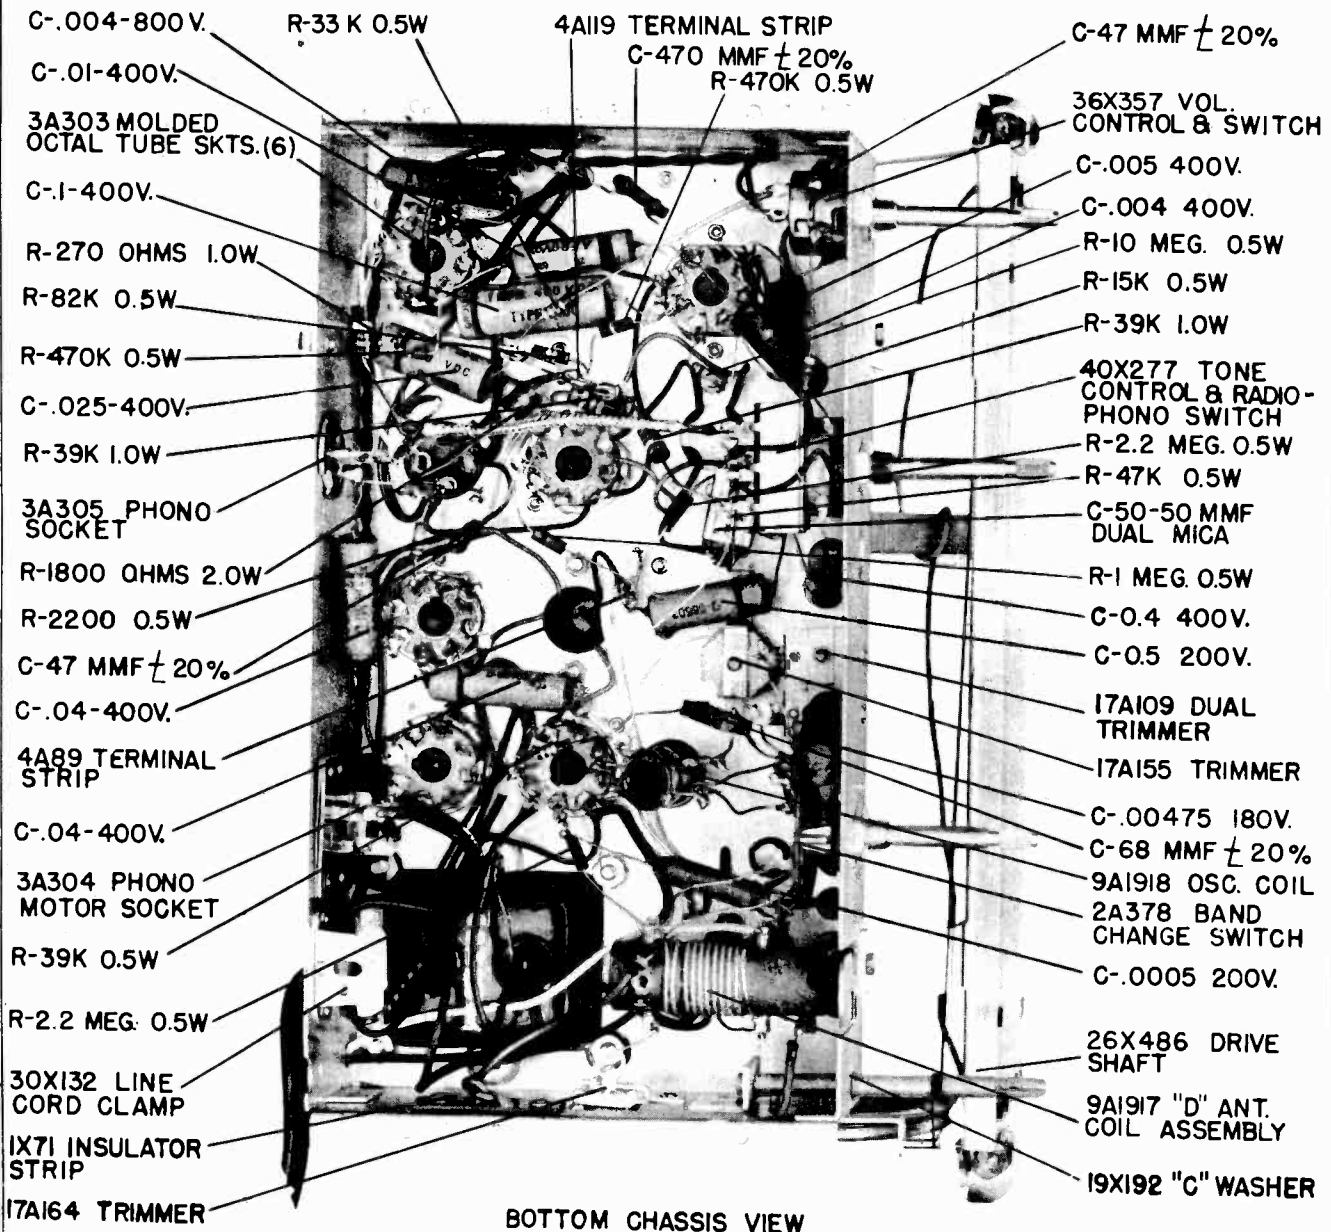 C-.004-800V.
R-33 K 0.5W
4A119 TERMINAL STRIP
C-470 MMF ± 20%
R-470K 0.5W
C-47 MMF ± 20%
C-.01-400V.
3A303 MOLDED
OCTAL TUBE SKTS.(6)
C-.1-400V.
R-270 OHMS 1.0W
R-82K 0.5W
R-470K 0.5W
C-.025-400V.
R-39K 1.0W
3A305 PHONO
SOCKET
R-1800 OHMS 2.0W
R-2200 0.5W
C-47 MMF ± 20%
C-.04-400V.
4A89 TERMINAL
STRIP
C-.04-400V.
3A304 PHONO
MOTOR SOCKET
R-39K 0.5W
R-2.2 MEG. 0.5W
30X132 LINE
CORD CLAMP
1X71 INSULATOR
STRIP
17A164 TRIMMER
36X357 VOL.
CONTROL & SWITCH
C-.005 400V.
C-.004 400V.
R-10 MEG. 0.5W
R-15K 0.5W
R-39K 1.0W
40X277 TONE
CONTROL & RADIO-
PHONO SWITCH
R-2.2 MEG. 0.5W
R-47K 0.5W
C-50-50 MMF
DUAL MICA
R-1 MEG. 0.5W
C-0.4 400V.
C-0.5 200V.
17A109 DUAL
TRIMMER
17A155 TRIMMER
C-.00475 180V.
C-68 MMF ± 20%
9A1918 OSC. COIL
2A378 BAND
CHANGE SWITCH
C-.0005 200V.
26X486 DRIVE
SHAFT
9A1917 "D" ANT.
COIL ASSEMBLY
19X192 "C" WASHER
VDC
BOTTOM CHASSIS VIEW